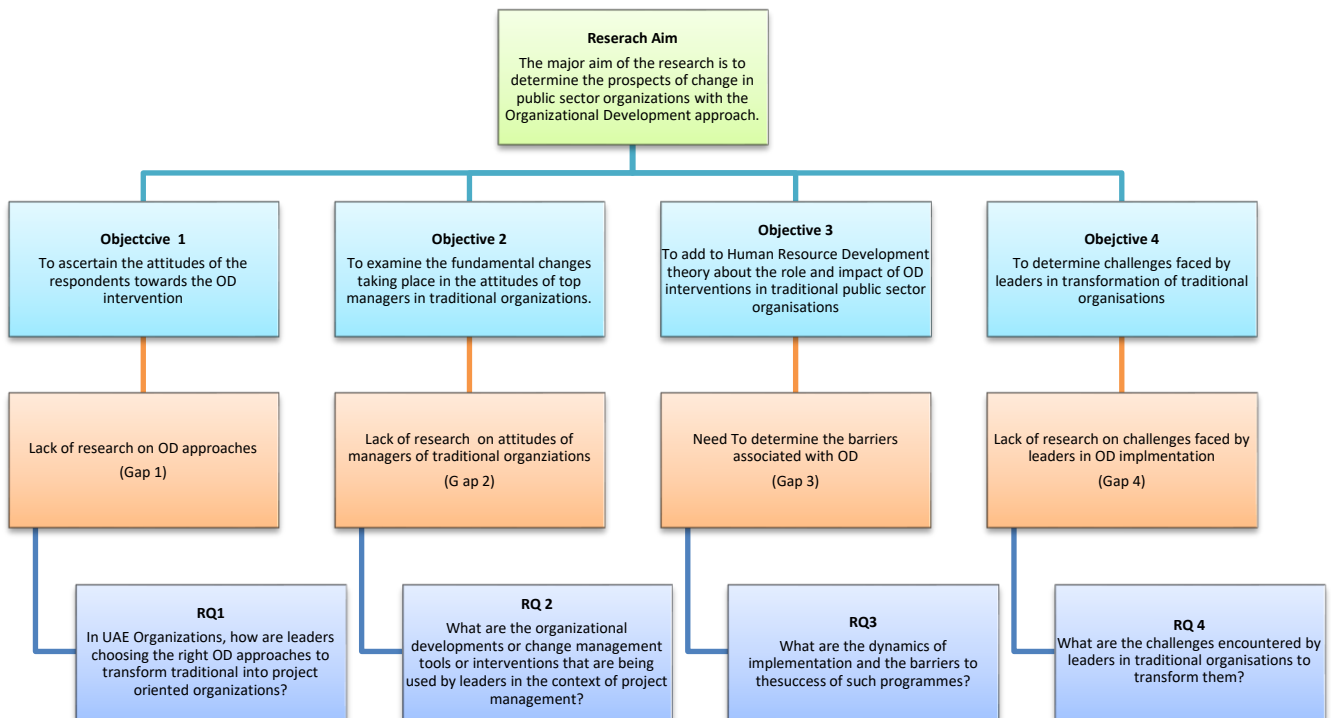 Reserach Aim
The major aim of the research is to
determine the prospects of change in
public sector organizations with the
Organizational Development approach.
Objectcive 1
To ascertain the attitudes of the
respondents towards the OD
intervention
Objective 2
To examine the fundamental changes
taking place in the attitudes of top
managers in traditional organizations.
Objective 3
To add to Human Resource Development
theory about the role and impact of OD
interventions in traditional public sector
organisations
Obejctive 4
To determine challenges faced by
leaders in transformation of traditional
organisations
Lack of research on OD approaches
(Gap 1)
Lack of research on attitudes of
managers of traditional organziations
(G ap 2)
Need To determine the barriers
associated with OD
(Gap 3)
Lack of research on challenges faced by
leaders in OD implmentation
(Gap 4)
RQ1
In UAE Organizations, how are leaders
choosing the right OD approaches to
transform traditional into project
oriented organizations?
RQ 2
What are the organizational
developments or change management
tools or interventions that are being
used by leaders in the context of project
management?
RQ3
What are the dynamics of
implementation and the barriers to
thesuccess of such programmes?
RQ 4
What are the challenges encountered by
leaders in traditional organisations to
transform them?